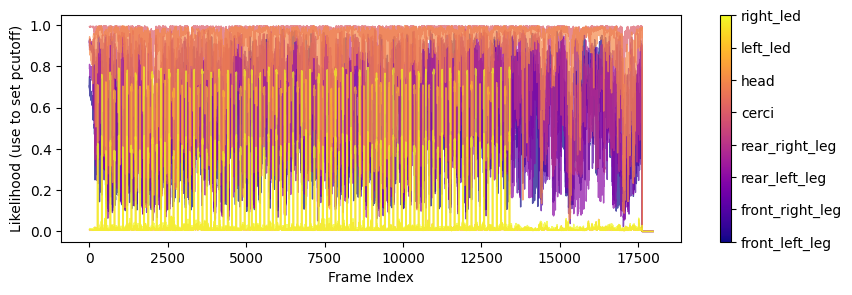 Likelihood (use to set pcutoff)
1.0
0.8
0.6
0.4
0.2
0.0
0
2500
5000
7500
10000
12500
15000
17500
Frame Index
right_led
left_led
head
cerci
rear_right_leg
rear_left_leg
front_right_leg
front_left_leg